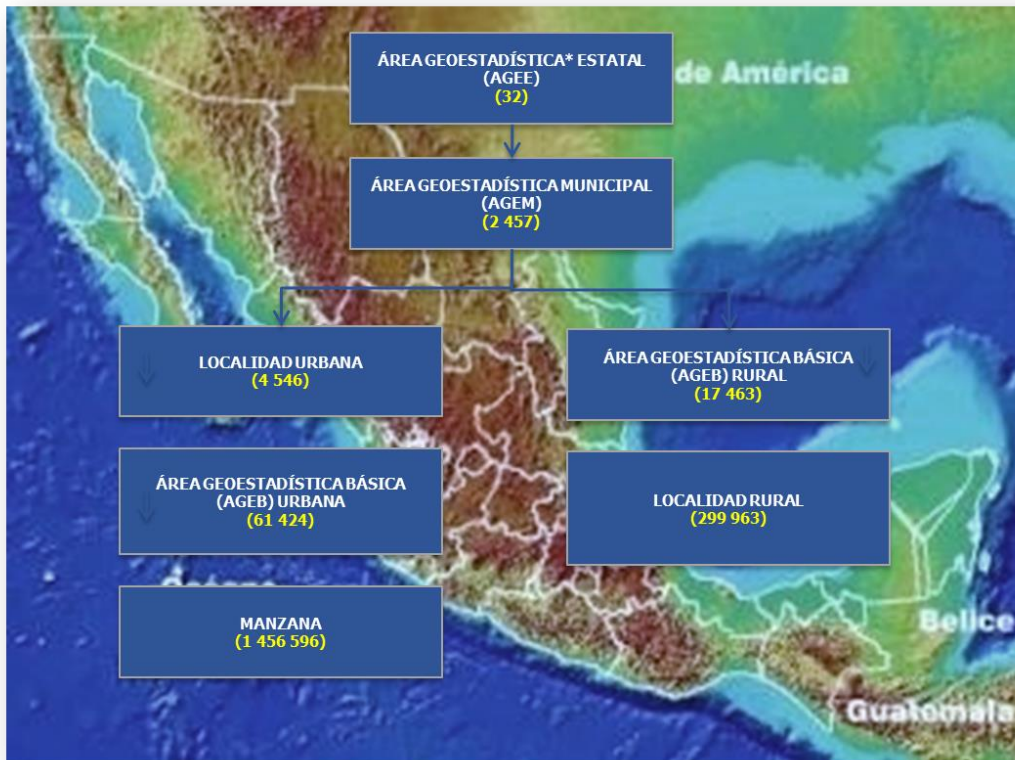 ÁREA GEOESTADÍSTICA* ESTATAL
(AGEE)
(32)
de América
ÁREA GEOESTADÍSTICA MUNICIPAL
(AGEM)
(2 457)
LOCALIDAD URBANA
(4 546)
ÁREA GEOESTADÍSTICA BÁSICA
(AGEB) RURAL
(17 463)
ÁREA GEOESTADÍSTICA BÁSICA
(AGEB) URBANA
(61 424)
LOCALIDAD RURAL
(299 963)
MANZANA
(1 456 596)
Belice
Guatemala